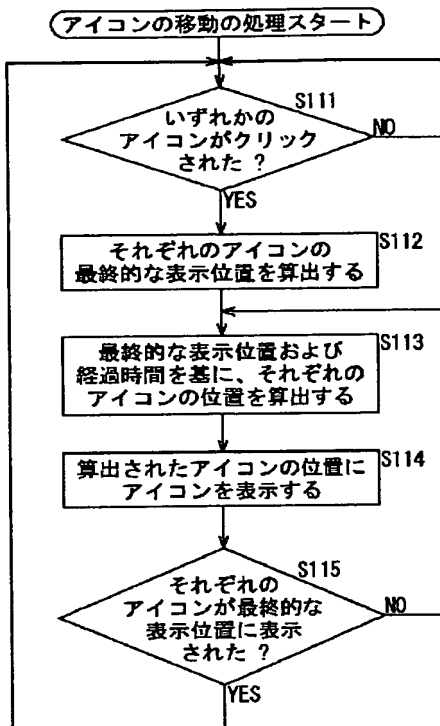 アイコンの移動の処理スタート
S111
いずれかの
アイコンがクリック
された ?
NO
YES
S112
それぞれのアイコンの
最終的な表示位置を算出する
S113
最終的な表示位置および
経過時間を基に、それぞれの
アイコンの位置を算出する
S114
算出されたアイコンの位置に
アイコンを表示する
S115
それぞれの
アイコンが最終的な
表示位置に表示
された ?
NO
YES